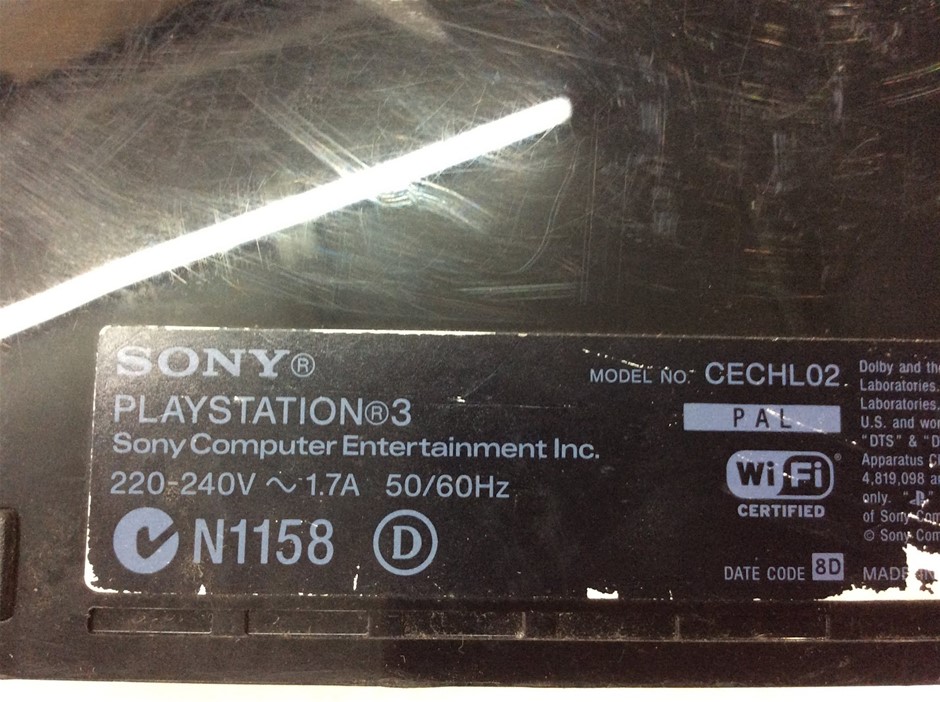 SONY®
PLAYSTATION®3
Sony Computer Entertainment Inc.
220-240V ~ 1.7A 50/60Hz
N1158 D
MODEL NO. CECHL02
PAL
Wi Fi®
CERTIFIED
DATE CODE 8D
Dolby and the
Laboratories.
Laboratories.
U.S. and
"DTS" & "D
Apparatus
4,819,098
only. "
of Sony
© Sony Com
MADE IN